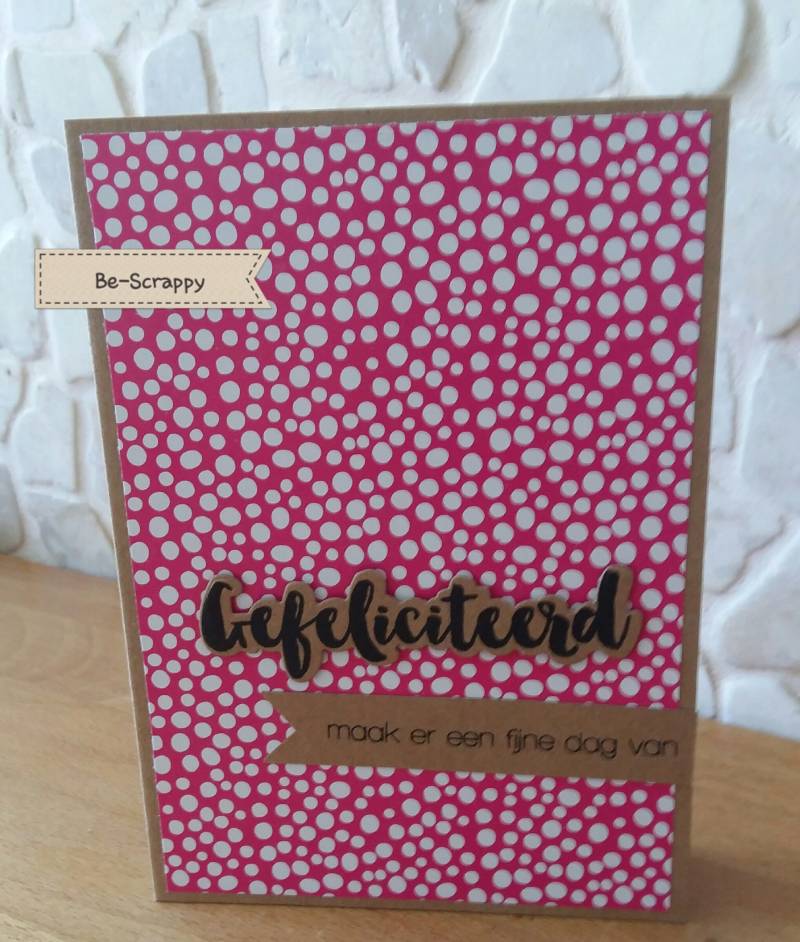 Be-Scrappy
Gefeliciteerd
maak er een fijne dag van